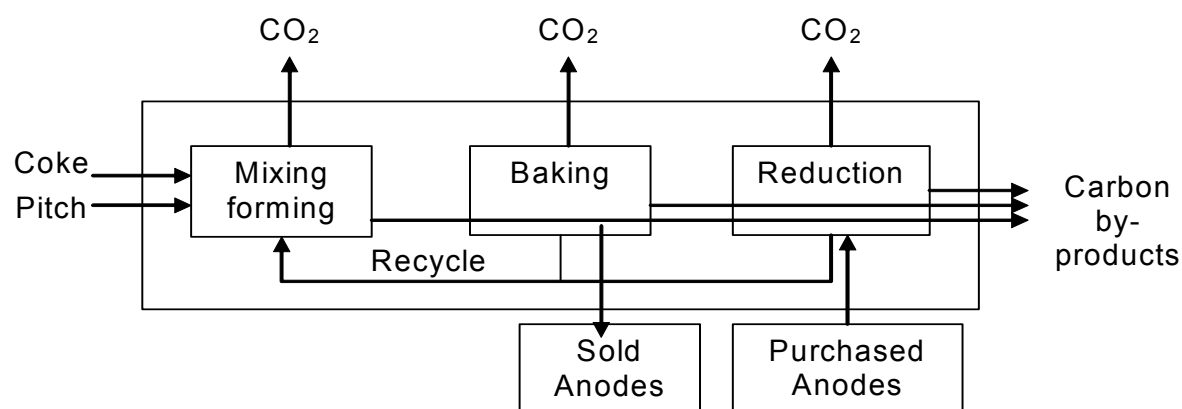 CO₂
CO₂
CO₂
Coke
Pitch
Mixing
forming
Baking
Reduction
Carbon
by-
products
Recycle
Sold
Anodes
Purchased
Anodes